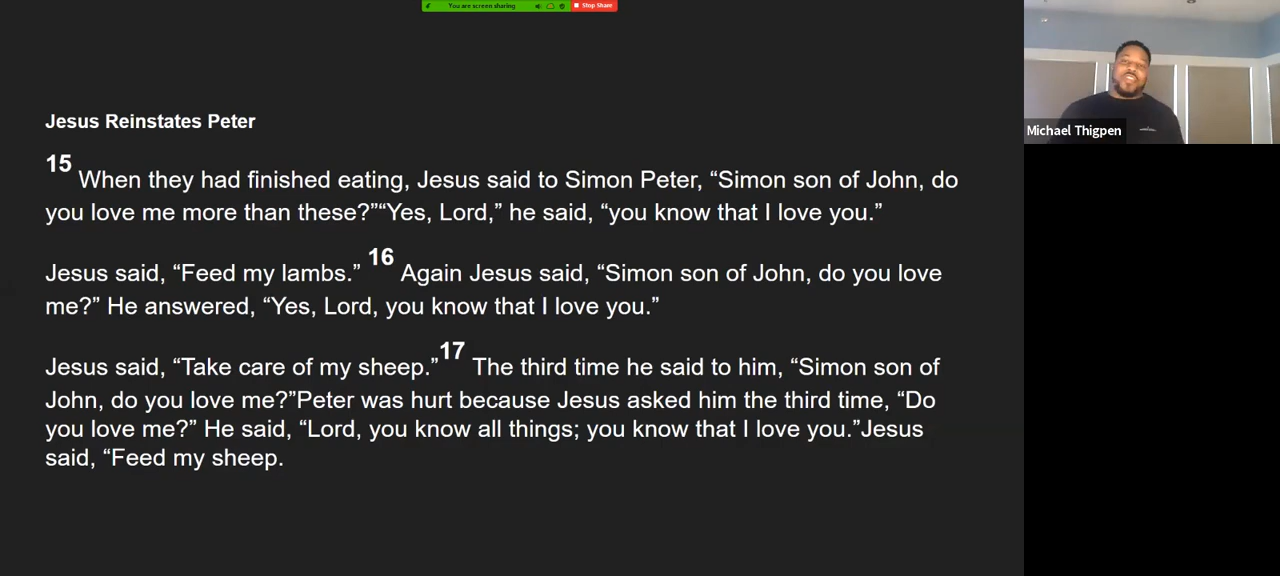 You are screen sharing
Stop Share
Jesus Reinstates Peter
15 When they had finished eating, Jesus said to Simon Peter, “Simon son of John, do
you love me more than these?”“Yes, Lord,” he said, “you know that I love you.”
Jesus said, “Feed my lambs.” 16 Again Jesus said, “Simon son of John, do you love
me?” He answered, “Yes, Lord, you know that I love you.”
Jesus said, “Take care of my sheep.”17 The third time he said to him, “Simon son of
John, do you love me?”Peter was hurt because Jesus asked him the third time, “Do
you love me?” He said, “Lord, you know all things; you know that I love you.”Jesus
said, “Feed my sheep.
Michael Thigpen